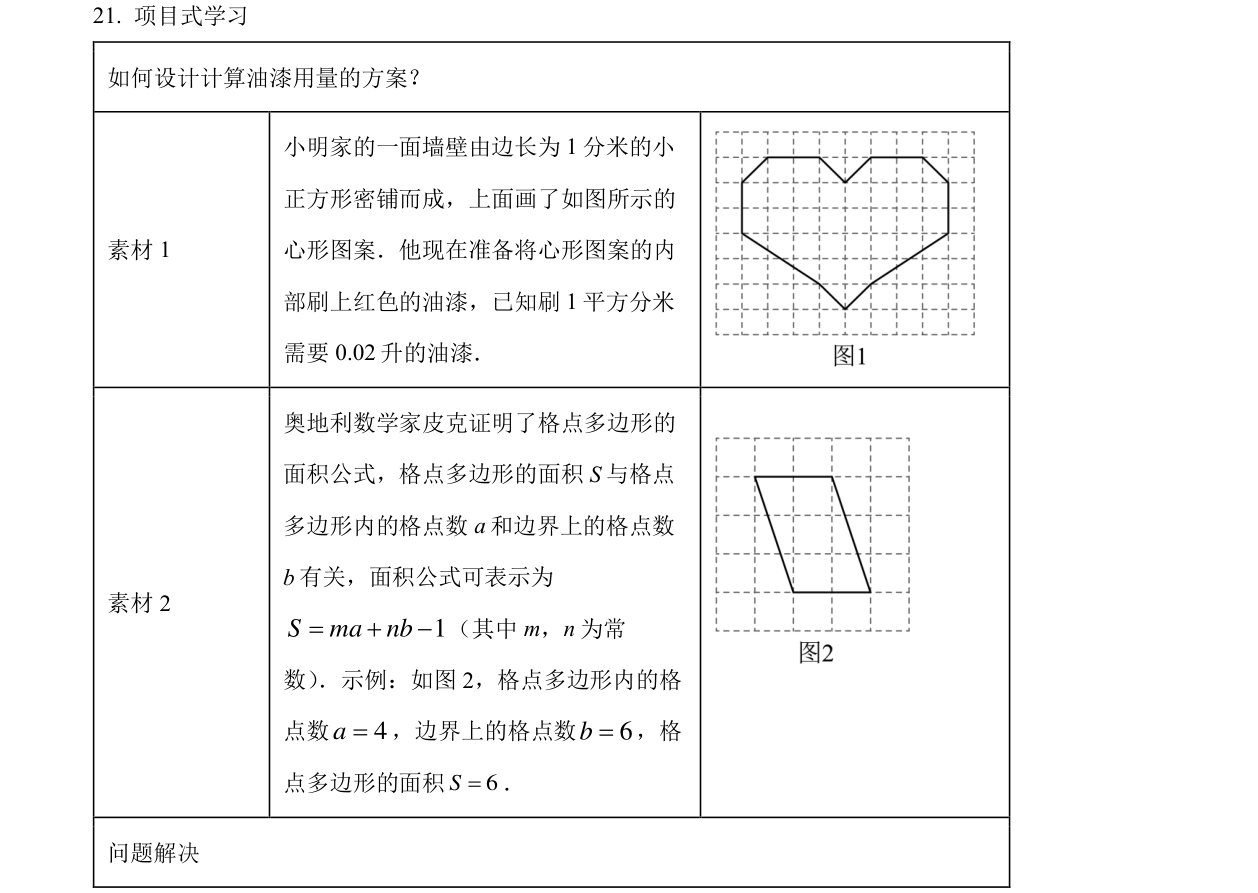 21. 项目式学习
如何设计计算油漆用量的方案？
素材 1
小明家的一面墙壁由边长为 1 分米的小
正方形密铺而成，上面画了如图所示的
心形图案．他现在准备将心形图案的内
部刷上红色的油漆，已知刷 1 平方分米
需要 0.02 升的油漆．
图1
素材 2
奥地利数学家皮克证明了格点多边形的
面积公式，格点多边形的面积 S 与格点
多边形内的格点数 a 和边界上的格点数
b 有关，面积公式可表示为
S = ma + nb − 1（其中 m，n 为常
数）．示例：如图 2，格点多边形内的格
点数 a = 4，边界上的格点数 b = 6，格
点多边形的面积 S = 6．
图2
问题解决